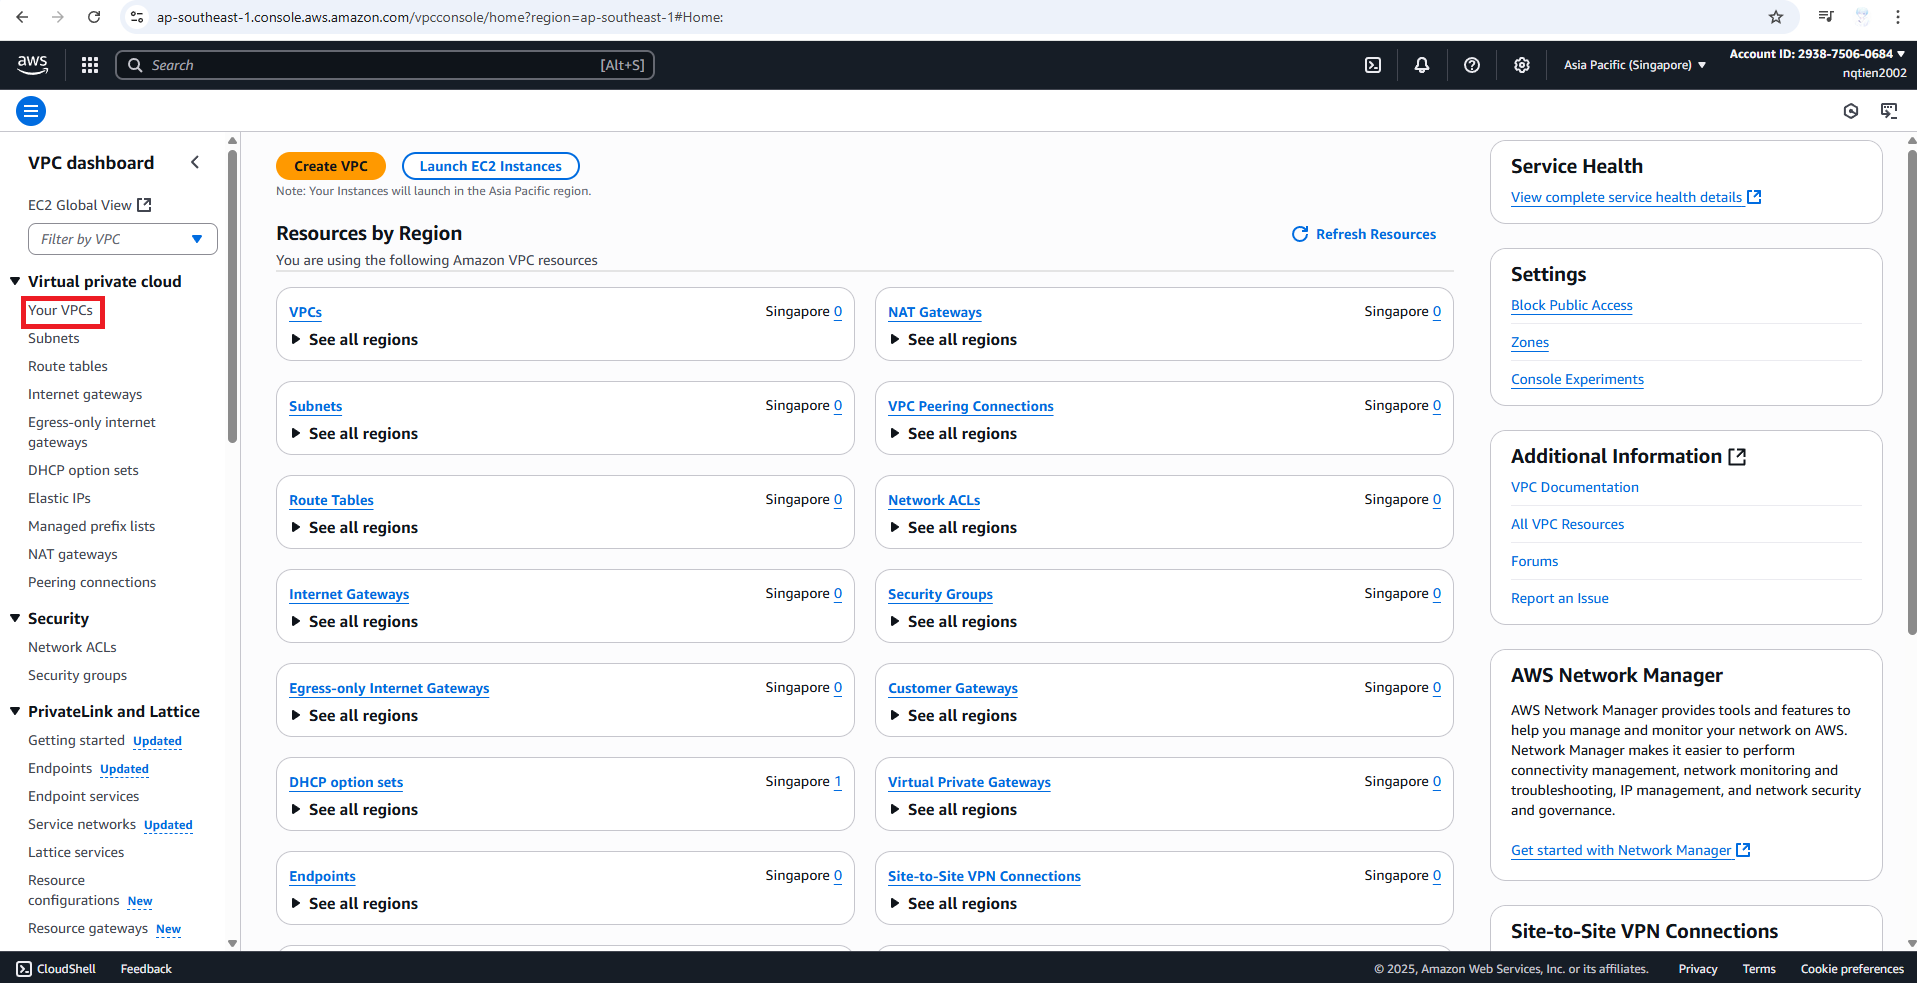 ap-southeast-1.console.aws.amazon.com/vpcconsole/home?region=ap-southeast-1#Home:
aws
Search
[Alt+S]
Asia Pacific (Singapore)
Account ID: 2938-7506-0684
nqtien2002
VPC dashboard
EC2 Global View
Filter by VPC
Virtual private cloud
Your VPCs
Subnets
Route tables
Internet gateways
Egress-only internet
gateways
DHCP option sets
Elastic IPs
Managed prefix lists
NAT gateways
Peering connections
Security
Network ACLs
Security groups
PrivateLink and Lattice
Getting started Updated
Endpoints Updated
Endpoint services
Service networks Updated
Lattice services
Resource
configurations New
Resource gateways New
Create VPC
Launch EC2 Instances
Note: Your Instances will launch in the Asia Pacific region.
Resources by Region
Refresh Resources
You are using the following Amazon VPC resources
VPCs
Singapore 0
See all regions
NAT Gateways
Singapore 0
See all regions
Subnets
Singapore 0
See all regions
VPC Peering Connections
Singapore 0
See all regions
Route Tables
Singapore 0
See all regions
Network ACLs
Singapore 0
See all regions
Internet Gateways
Singapore 0
See all regions
Security Groups
Singapore 0
See all regions
Egress-only Internet Gateways
Singapore 0
See all regions
Customer Gateways
Singapore 0
See all regions
DHCP option sets
Singapore 1
See all regions
Virtual Private Gateways
Singapore 0
See all regions
Endpoints
Singapore 0
See all regions
Site-to-Site VPN Connections
Singapore 0
See all regions
Service Health
View complete service health details
Settings
Block Public Access
Zones
Console Experiments
Additional Information
VPC Documentation
All VPC Resources
Forums
Report an Issue
AWS Network Manager
AWS Network Manager provides tools and features to
help you manage and monitor your network on AWS.
Network Manager makes it easier to perform
connectivity management, network monitoring and
troubleshooting, IP management, and network security
and governance.
Get started with Network Manager
Site-to-Site VPN Connections
CloudShell
Feedback
© 2025, Amazon Web Services, Inc. or its affiliates.
Privacy
Terms
Cookie preferences